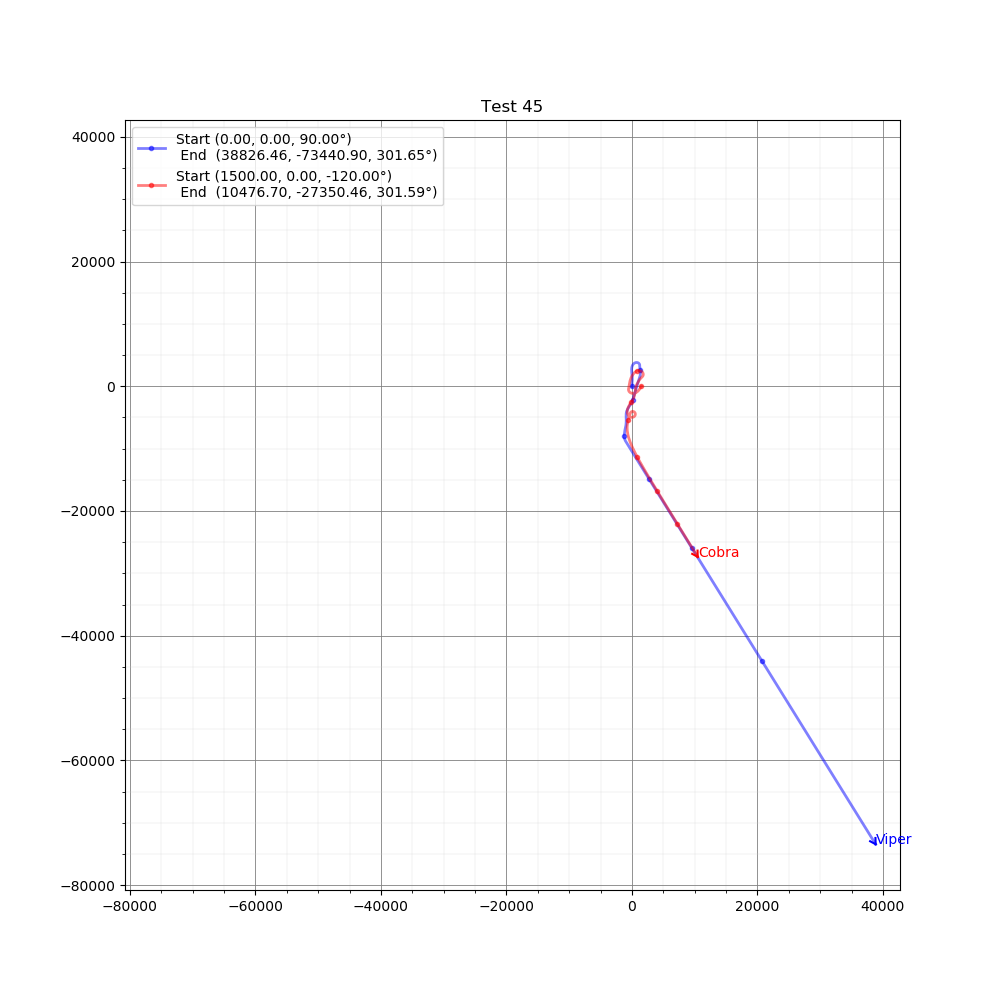 Test 45
Start (0.00, 0.00, 90.00°)
End  (38826.46, -73440.90, 301.65°)
Start (1500.00, 0.00, -120.00°)
End  (10476.70, -27350.46, 301.59°)
40000
20000
0
−20000
−40000
−60000
−80000
Cobra
Viper
−80000 −60000 −40000 −20000 0 20000 40000